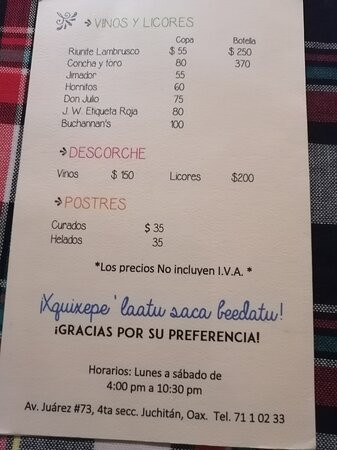 VINOS Y LICORES
Copa Botella
Riunite Lambrusco $ 55 $ 250
Concha y toro 80 370
Jimador 55
Hornitos 60
Don Julio 75
J. W. Etiqueta Roja 80
Buchannan's 100
DESCORCHE
Vinos $ 150 Licores $200
POSTRES
Curados $ 35
Helados 35
*Los precios No incluyen I.V.A. *
¡Xquixepe' laatu saca beedatu!
¡GRACIAS POR SU PREFERENCIA!
Horarios: Lunes a sábado de
4:00 pm a 10:30 pm
Av. Juárez #73, 4ta secc. Juchitán, Oax. Tel. 71 1 02 33